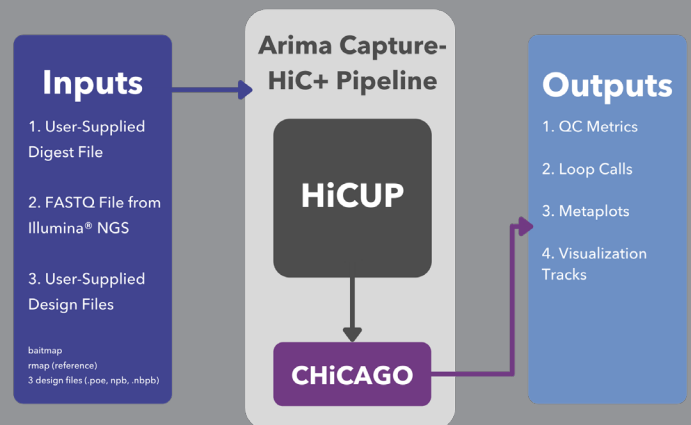 Inputs
1. User-Supplied
Digest File
2. FASTQ File from
Illumina® NGS
3. User-Supplied
Design Files
baitmap
rmap (reference)
3 design files (.poe, npb, .nbpb)
Arima Capture-
HiC+ Pipeline
HiCUP
CHiCAGO
Outputs
1. QC Metrics
2. Loop Calls
3. Metaplots
4. Visualization
Tracks